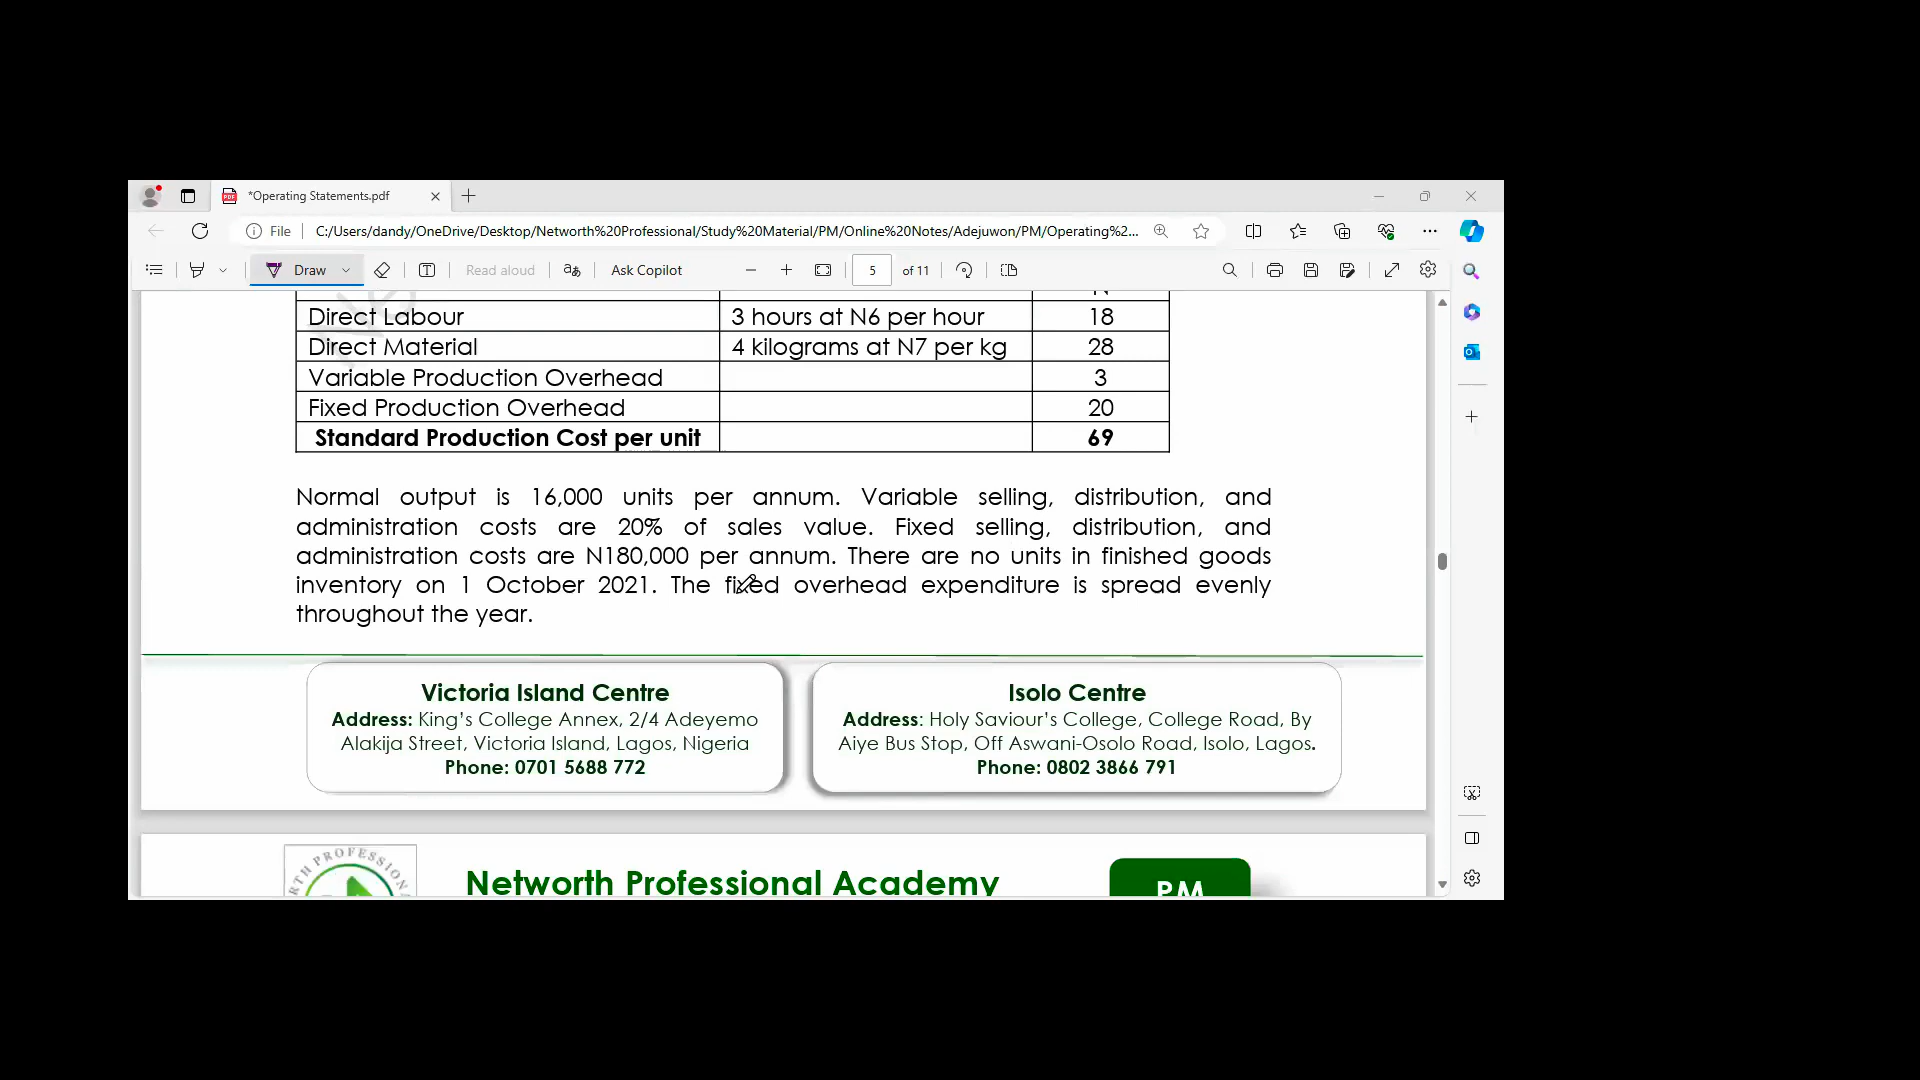 *Operating Statements.pdf
File C:/Users/dandy/OneDrive/Desktop/Networth%20Professional/Study%20Material/PM/Online%20Notes/Adejuwon/PM/Operating%2...
Draw Read aloud Ask Copilot 5 of 11
Direct Labour 3 hours at N6 per hour 18
Direct Material 4 kilograms at N7 per kg 28
Variable Production Overhead 3
Fixed Production Overhead 20
Standard Production Cost per unit 69
Normal output is 16,000 units per annum. Variable selling, distribution, and
administration costs are 20% of sales value. Fixed selling, distribution, and
administration costs are N180,000 per annum. There are no units in finished goods
inventory on 1 October 2021. The fixed overhead expenditure is spread evenly
throughout the year.
Victoria Island Centre
Address: King's College Annex, 2/4 Adeyemo
Alakija Street, Victoria Island, Lagos, Nigeria
Phone: 0701 5688 772
Isolo Centre
Address: Holy Saviour's College, College Road, By
Aiye Bus Stop, Off Aswani-Osolo Road, Isolo, Lagos.
Phone: 0802 3866 791
PROFESSIONAL
Networth Professional Academy
PM